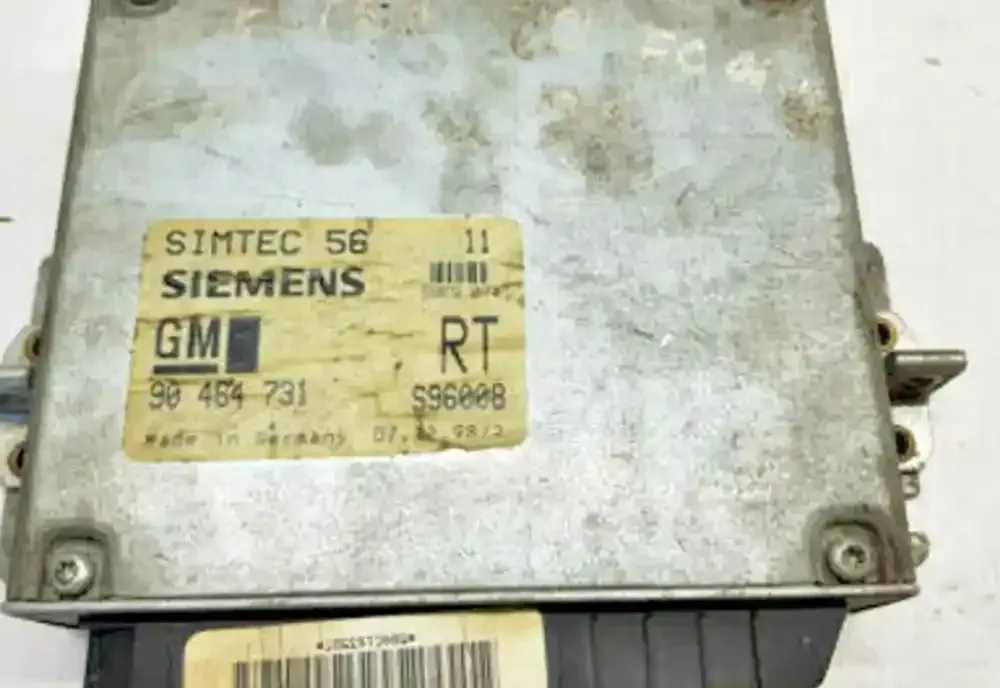 SIMTEC 56 11
SIEMENS
GM RT
90 464 731 S96008
Made in Germany